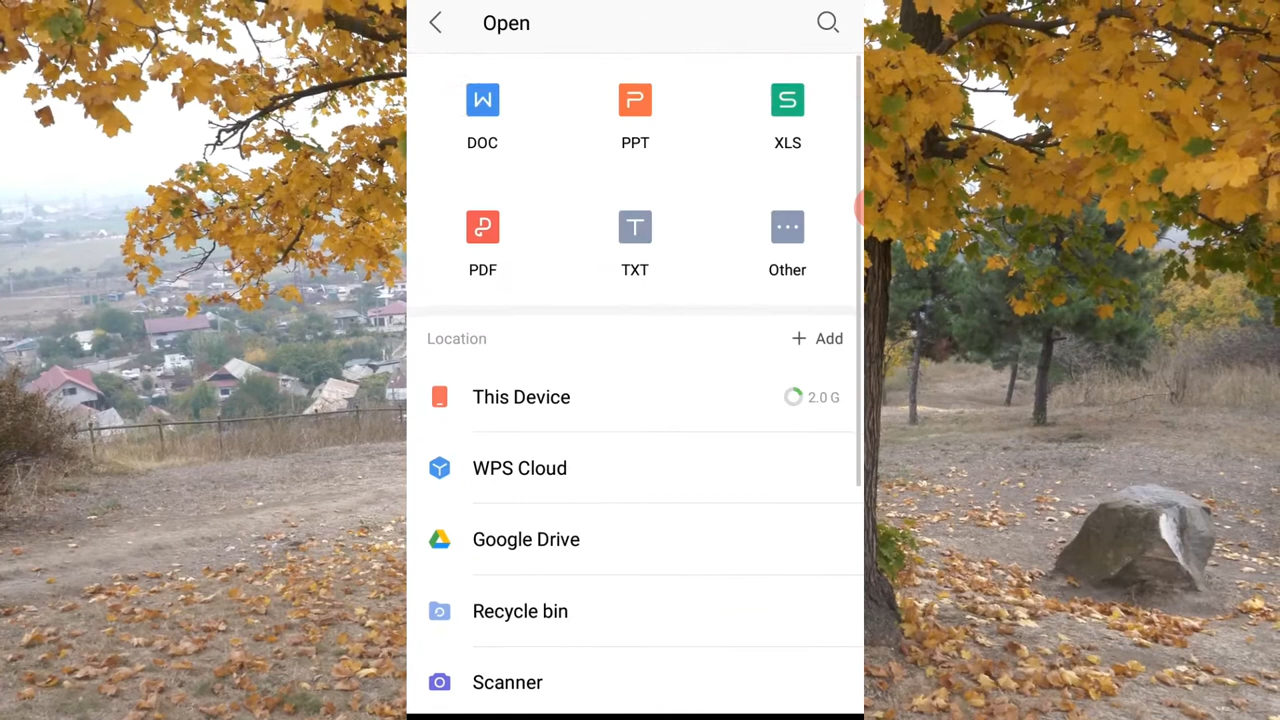 Open
DOC
PPT
XLS
PDF
TXT
Other
Location
+ Add
This Device
2.0 G
WPS Cloud
Google Drive
Recycle bin
Scanner